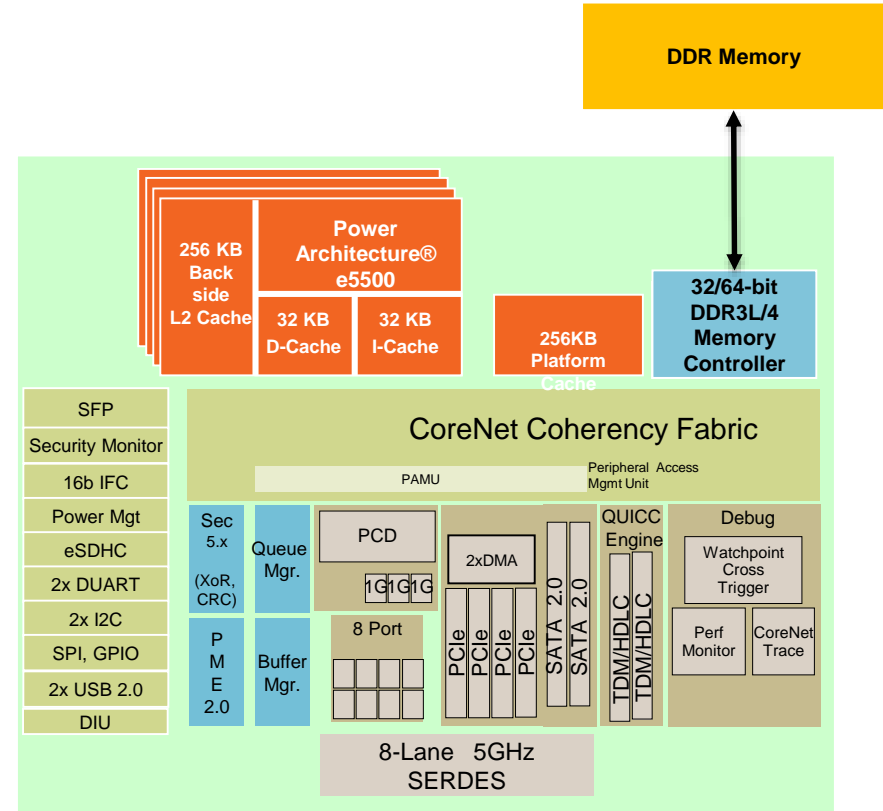 DDR Memory
256 KB
Back
side
L2 Cache
Power
Architecture®
e5500
32 KB
D-Cache
32 KB
I-Cache
256KB
Platform
Cache
32/64-bit
DDR3L/4
Memory
Controller
SFP
Security Monitor
16b IFC
Power Mgt
eSDHC
2x DUART
2x I2C
SPI, GPIO
2x USB 2.0
DIU
CoreNet Coherency Fabric
PAMU
Peripheral Access
Mgmt Unit
Sec
5.x
(XoR,
CRC)
Queue
Mgr.
P
M
E
2.0
Buffer
Mgr.
PCD
1G
1G
1G
8 Port
2xDMA
PCIe
PCIe
PCIe
PCIe
SATA 2.0
SATA 2.0
QUICC
Engine
TDM/HDLC
TDM/HDLC
Debug
Watchpoint
Cross
Trigger
Perf
Monitor
CoreNet
Trace
8-Lane 5GHz
SERDES